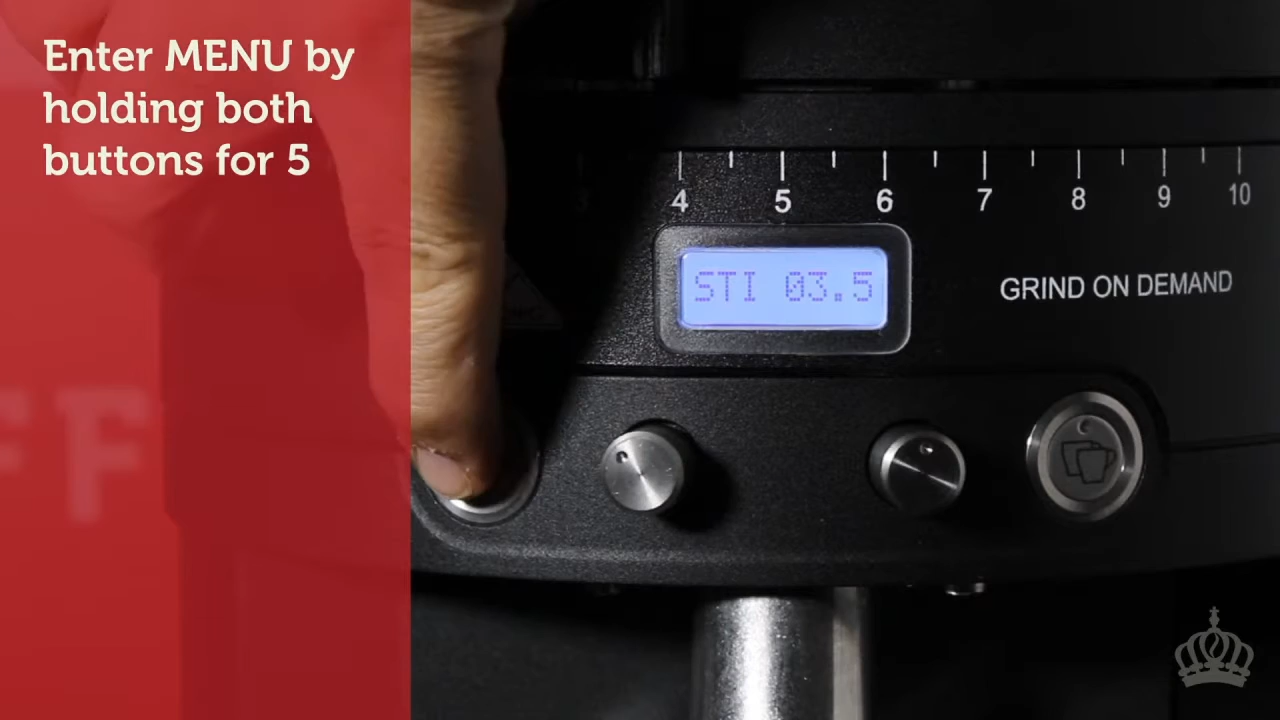 Enter MENU by
holding both
buttons for 5
4 5 6 7 8 9 10
STI 03.5
GRIND ON DEMAND